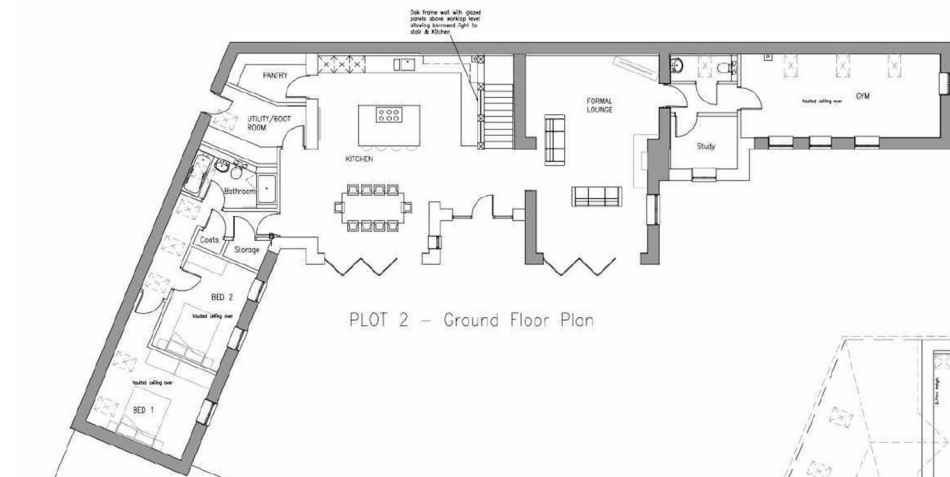 Oak frame wall with glazed
panels above worktop level
allowing borrowed light to
stair & Kitchen
PANTRY
UTILITY/BOOT
ROOM
KITCHEN
FORMAL
LOUNGE
Vaulted ceiling over
GYM
Study
Bathroom
Coats
Storage
BED 2
Vaulted ceiling over
PLOT 2 - Ground Floor Plan
Vaulted ceiling over
BED 1